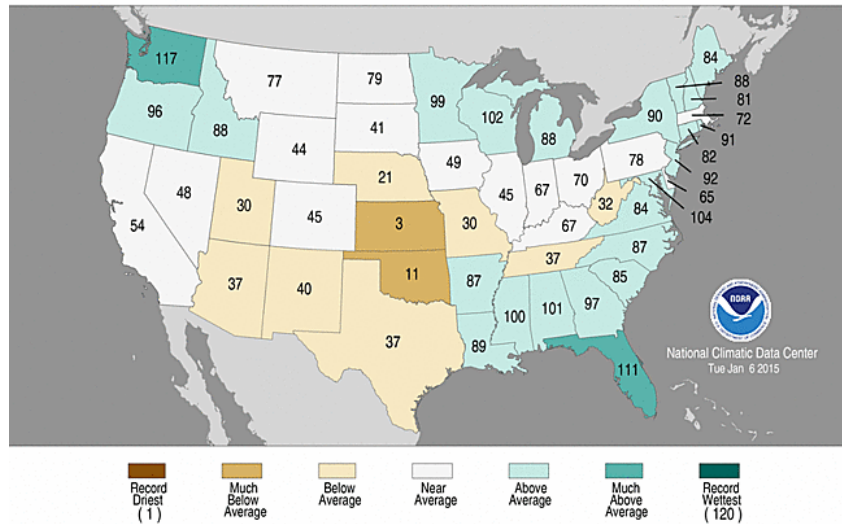 117
77
79
84
88
81
72
91
82
92
65
104
96
88
99
102
88
90
44
41
49
78
48
30
21
45
67
70
32
84
54
45
3
30
67
37
87
37
40
11
87
85
37
100
101
97
89
111
NOAA
National Climatic Data Center
Tue Jan 6 2015
Record
Driest
(1)
Much
Below
Average
Below
Average
Near
Average
Above
Average
Much
Above
Average
Record
Wettest
(120)